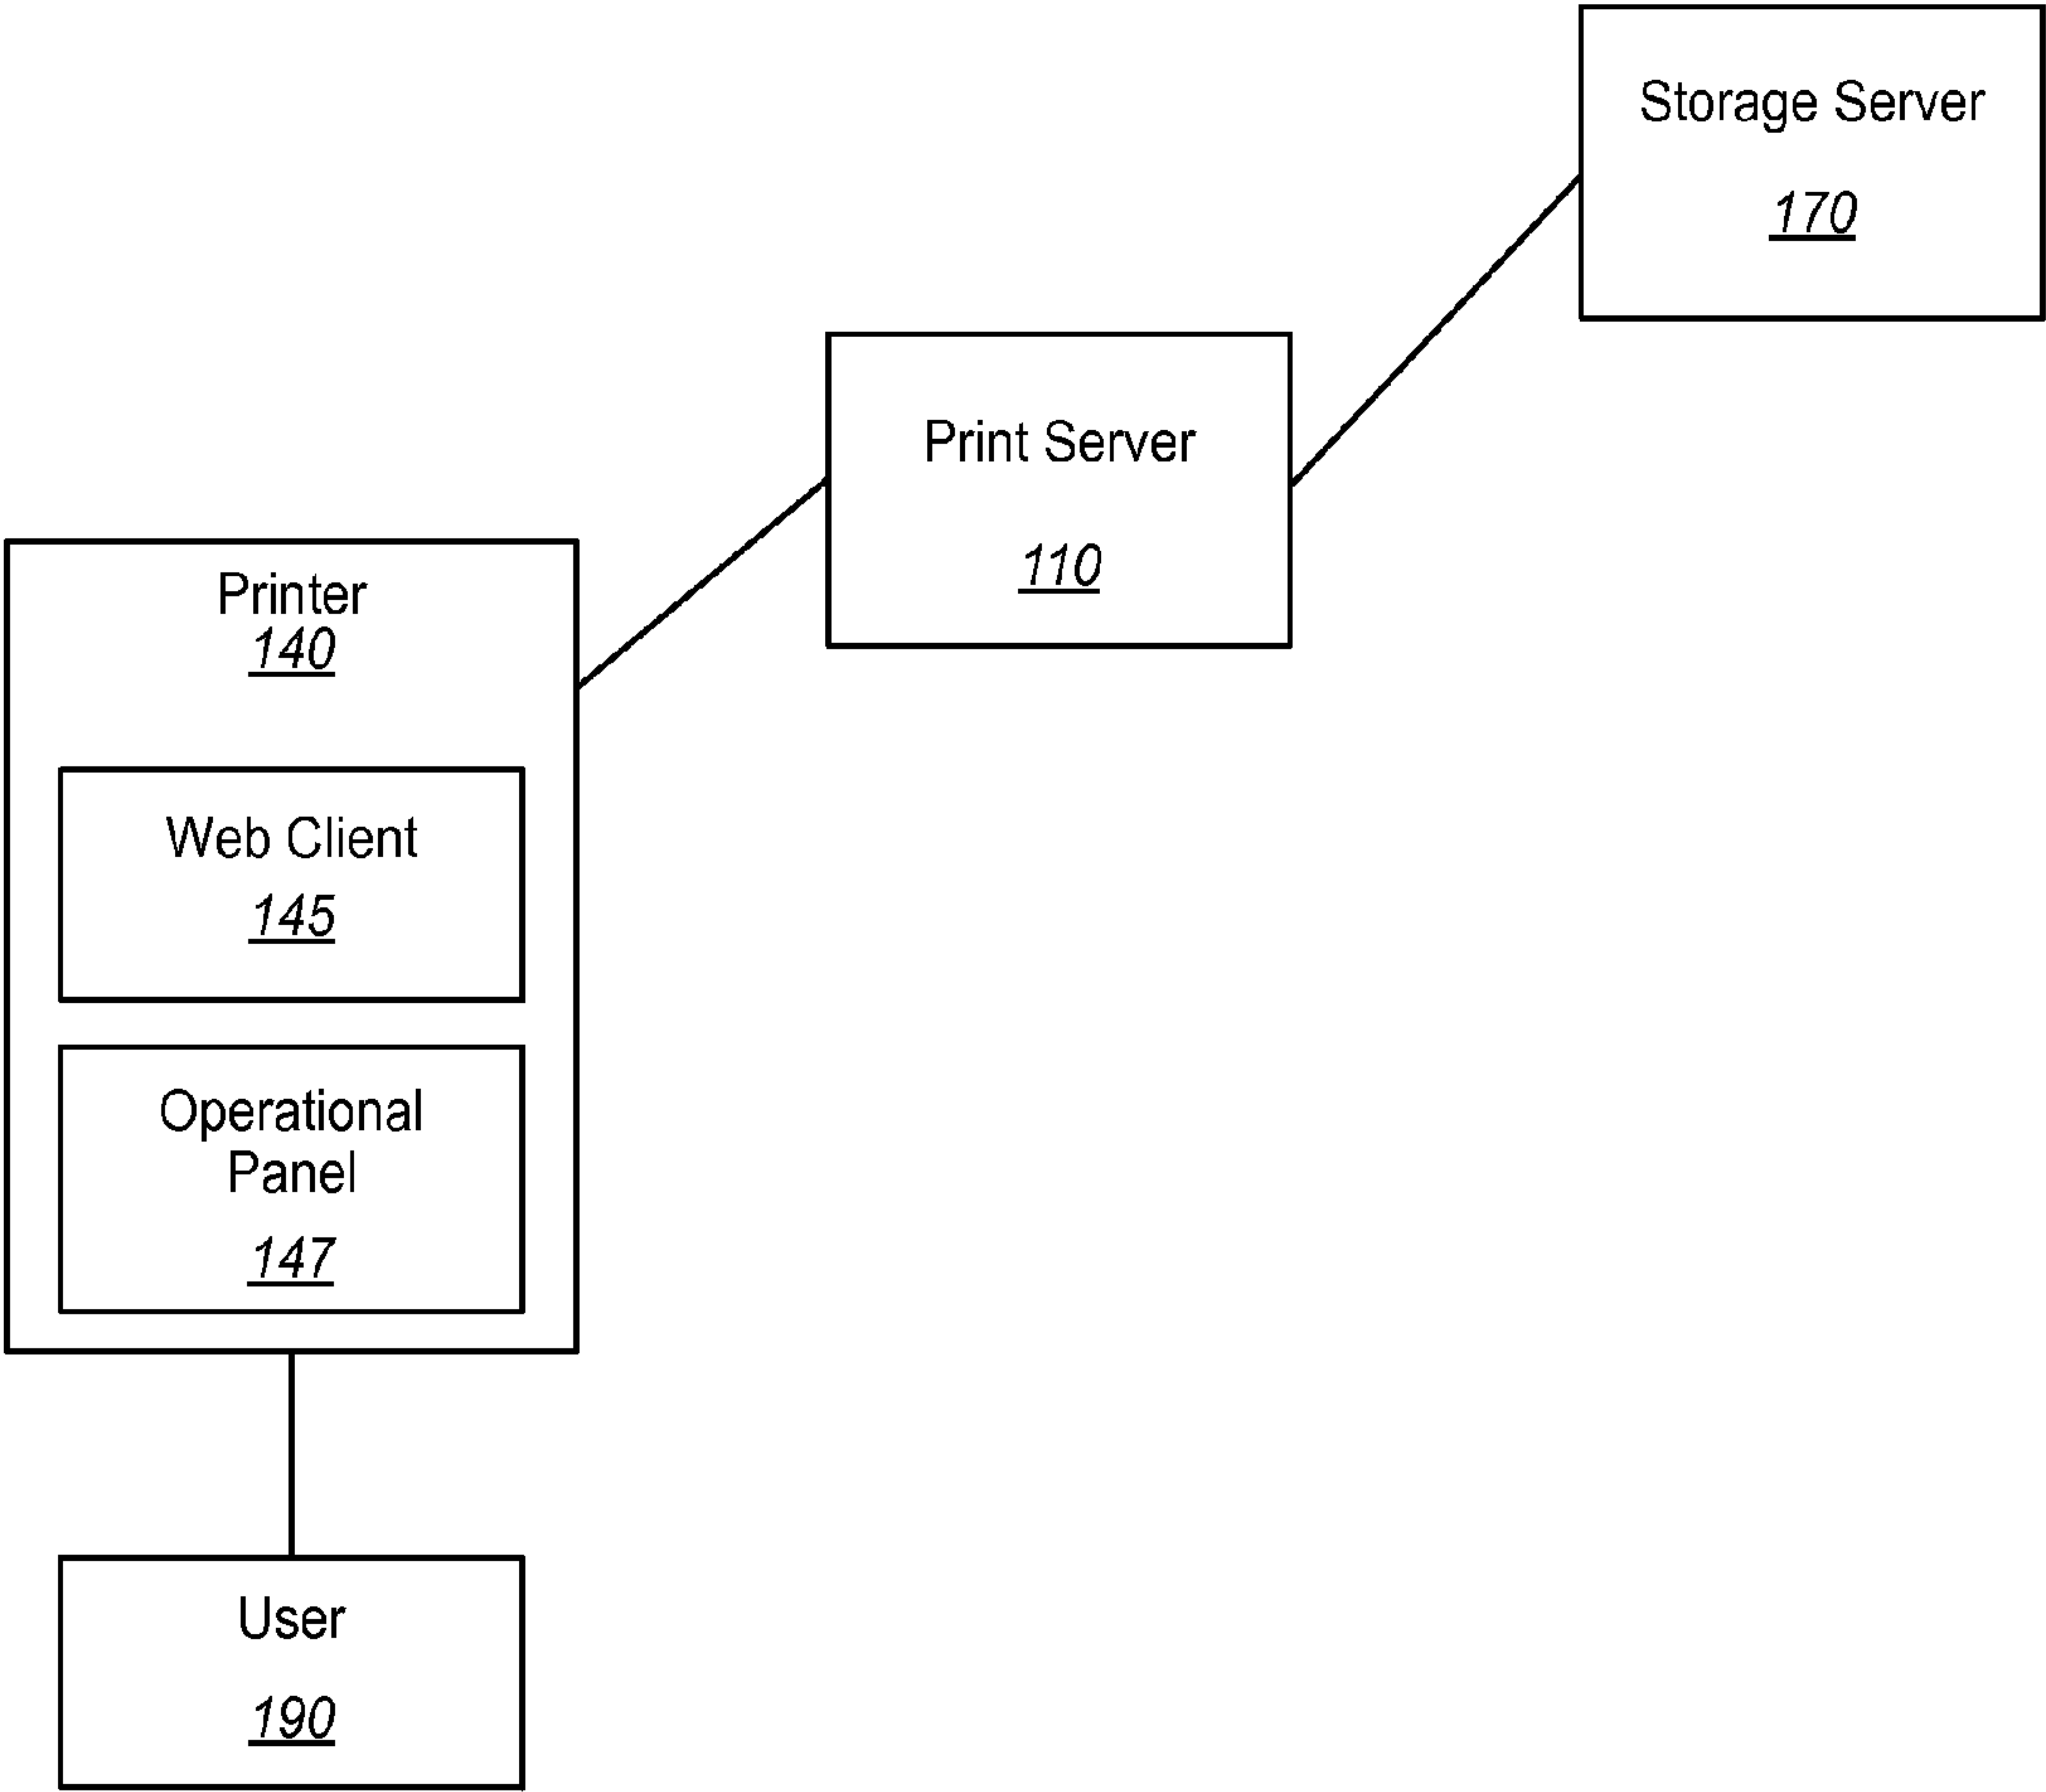 Storage Server
170
Print Server
110
Printer
140
Web Client
145
Operational
Panel
147
User
190